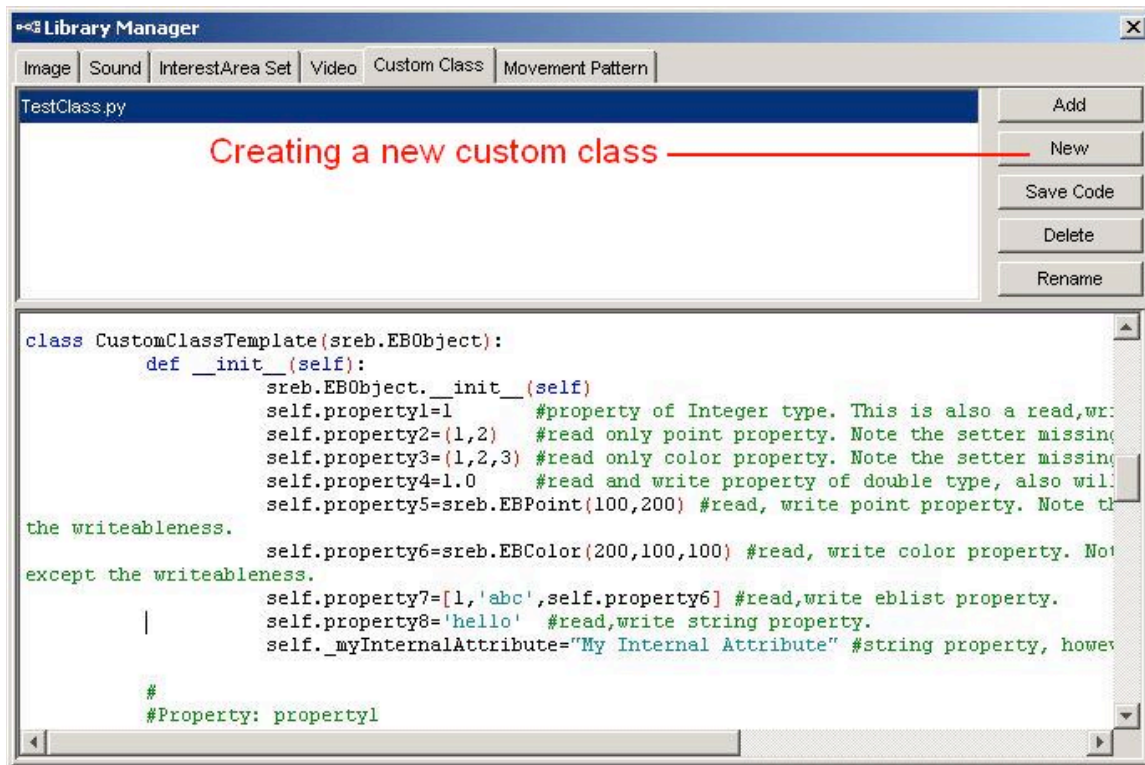 Library Manager
Image Sound InterestArea Set Video Custom Class Movement Pattern
TestClass.py
Add
Creating a new custom class
New
Save Code
Delete
Rename
class CustomClassTemplate(sreb.EBObject):
def __init__(self):
sreb.EBObject.__init__(self)
self.property1=1 #property of Integer type. This is also a read,wri
self.property2=(1,2) #read only point property. Note the setter missing
self.property3=(1,2,3) #read only color property. Note the setter missing
self.property4=1.0 #read and write property of double type, also wil
self.property5=sreb.EBPoint(100,200) #read, write point property. Note th
the writeableness.
self.property6=sreb.EBColor(200,100,100) #read, write color property. Not
except the writeableness.
self.property7=[1,'abc',self.property6] #read,write eblist property.
self.property8='hello' #read,write string property.
self._myInternalAttribute="My Internal Attribute" #string property, howev
#
#Property: property1